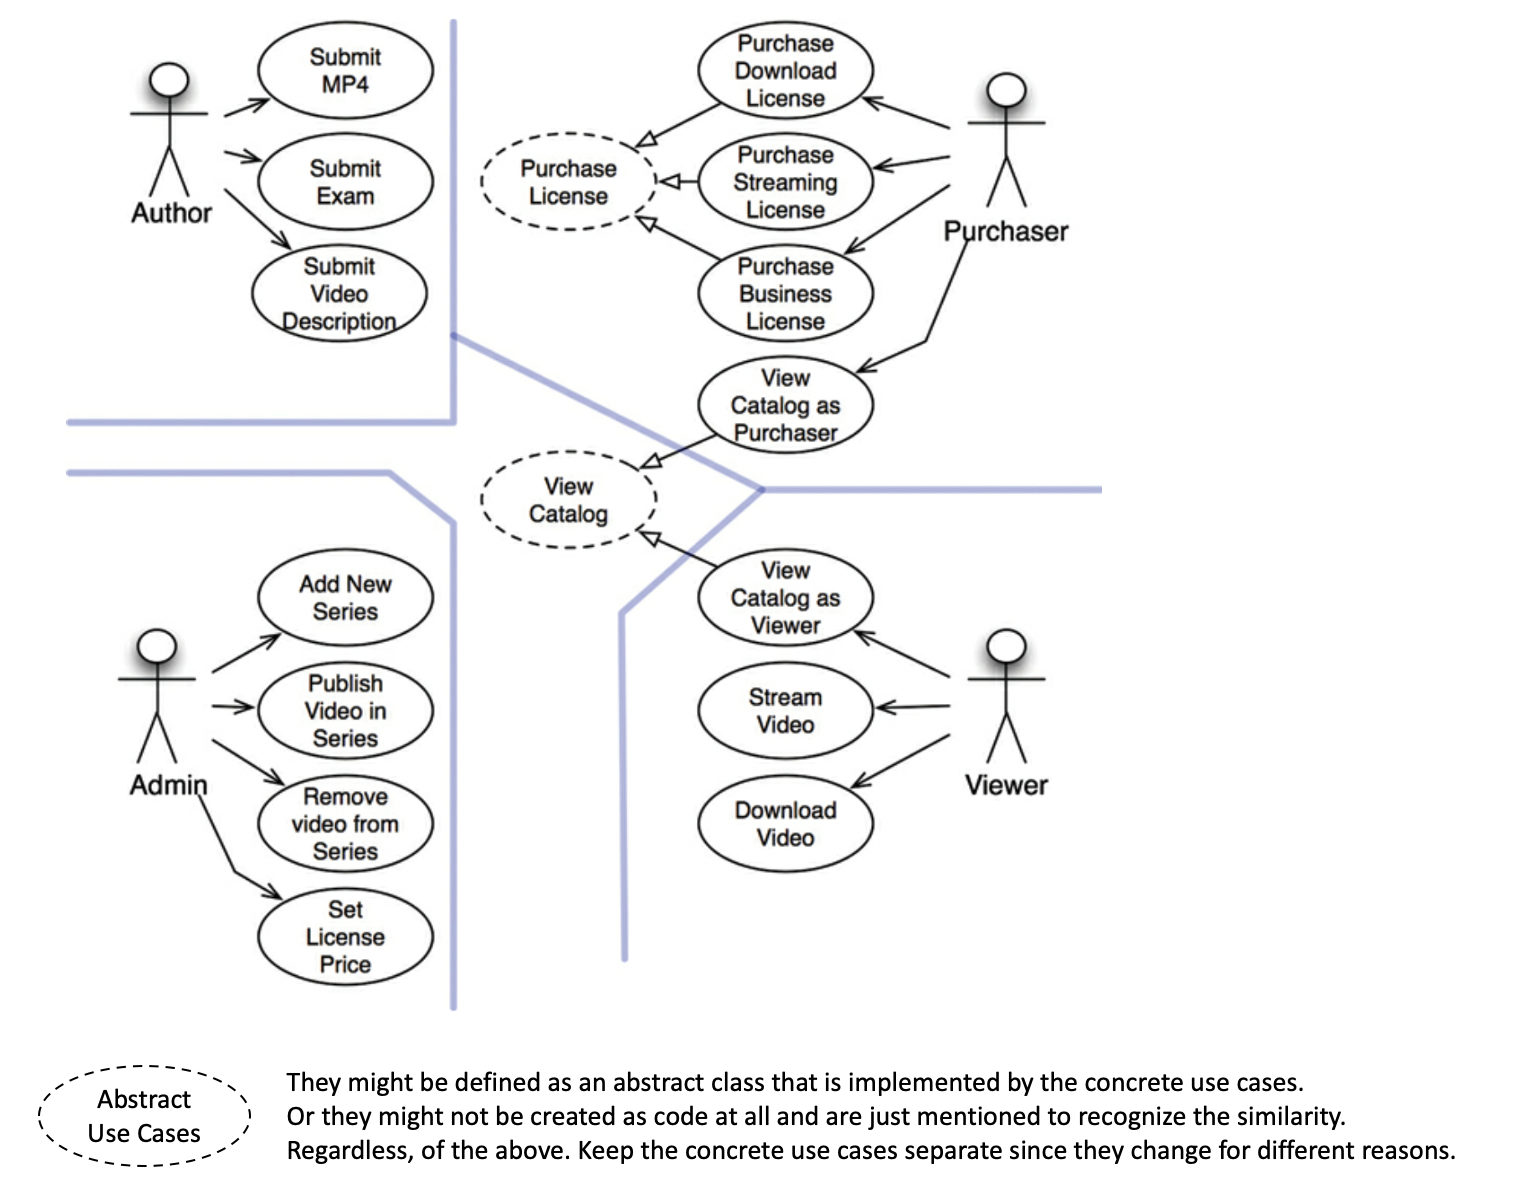 Submit
MP4
Submit
Exam
Submit
Video
Description
Author
Purchase
Download
License
Purchase
Streaming
License
Purchase
Business
License
Purchase
License
Purchaser
View
Catalog as
Purchaser
View
Catalog
Add New
Series
Publish
Video in
Series
Remove
video from
Series
Set
License
Price
Admin
View
Catalog as
Viewer
Stream
Video
Download
Video
Viewer
Abstract
Use Cases
They might be defined as an abstract class that is implemented by the concrete use cases.
Or they might not be created as code at all and are just mentioned to recognize the similarity.
Regardless, of the above. Keep the concrete use cases separate since they change for different reasons.